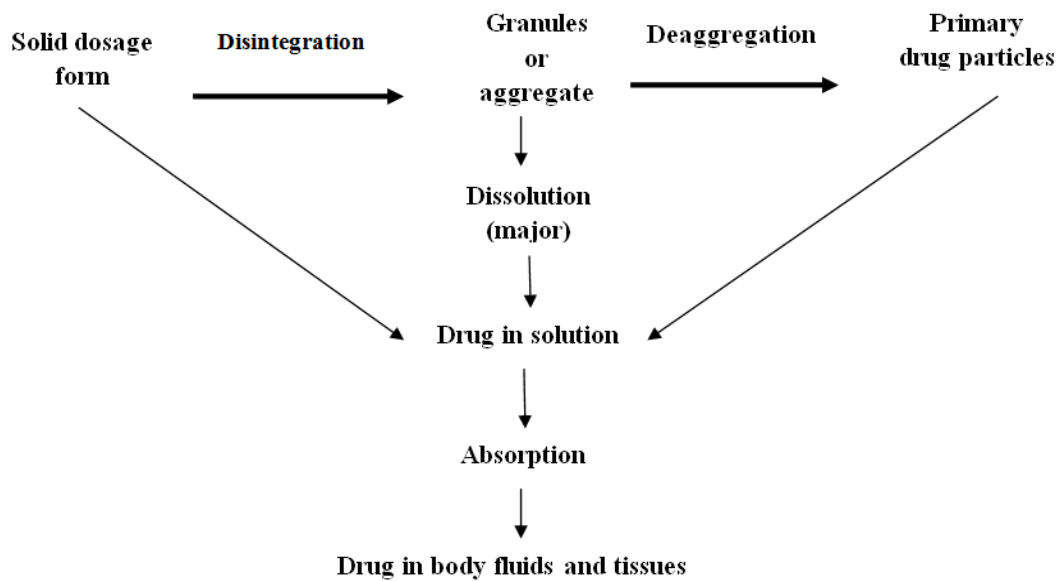 Solid dosage
form
Disintegration
Granules
or
aggregate
Deaggregation
Primary
drug particles
Dissolution
(major)
Drug in solution
Absorption
Drug in body fluids and tissues